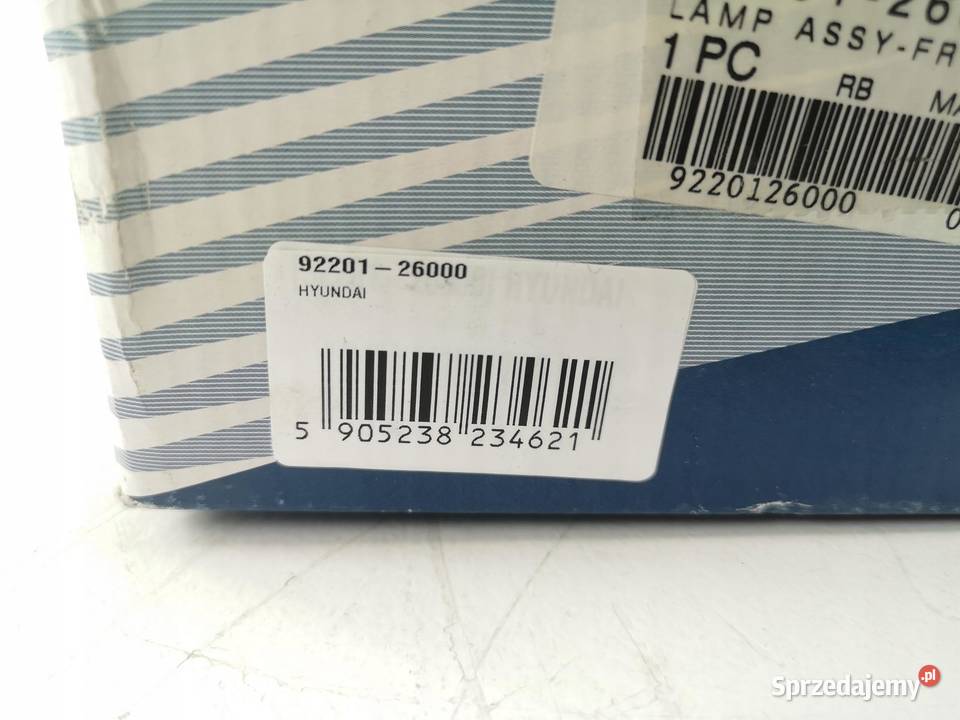 LAMP ASSY-FR
1 PC
RB
9220126000
92201-26000
HYUNDAI
5 905238 234621
Sprzedajemy.pl